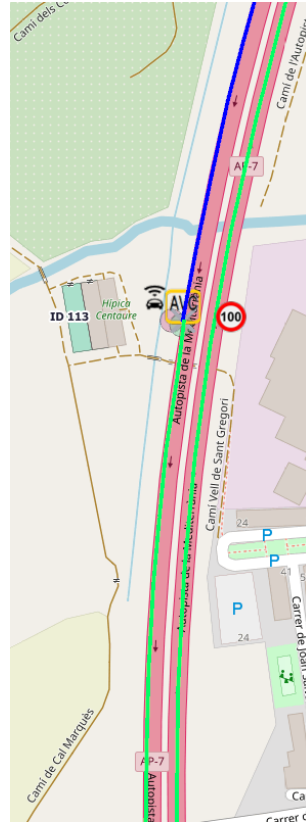 Camí dels
Camí de l'Autopi
AP-7
AV
100
ID 113
Hípica
Centaure
Autopista de la
Camí Vell de Sant Gregori
Autopista de la Mediterrània
24
P
P
41
P
24
Carrer de Joan
Camí de Cal Marquès
AP-7
Autopista
Ca
Carrer